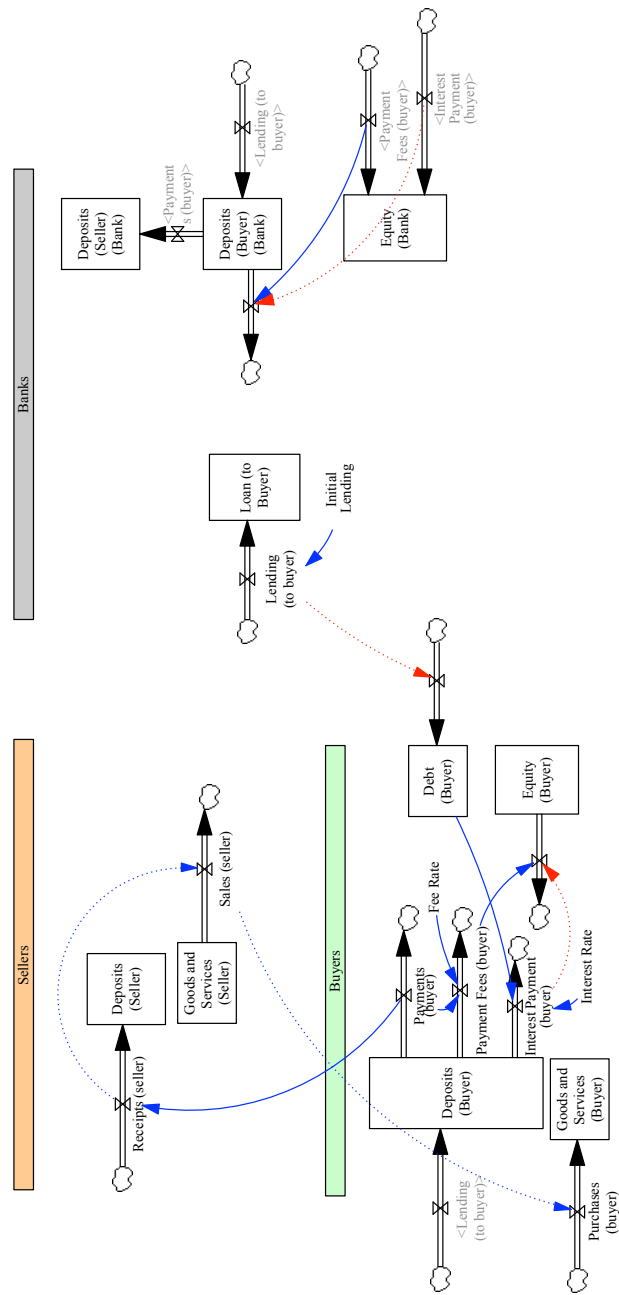 Sellers
Receipts (seller)
Deposits
(Seller)
Goods and
Services
(Seller)
Sales (seller)
Buyers
<Lending
(to buyer)>
Deposits
(Buyer)
Payments
(buyer)
Fee Rate
Payment Fees (buyer)
Interest Payment
(buyer)
Interest Rate
Debt
(Buyer)
Equity
(Buyer)
Purchases
(buyer)
Goods and
Services
(Buyer)
Banks
Lending
(to buyer)
Loan (to
Buyer)
Initial
Lending
Deposits
(Seller)
(Bank)
<Payment
s (buyer)>
Deposits
(Buyer)
(Bank)
<Lending (to
buyer)>
Equity
(Bank)
<Payment
Fees (buyer)>
<Interest
Payment
(buyer)>